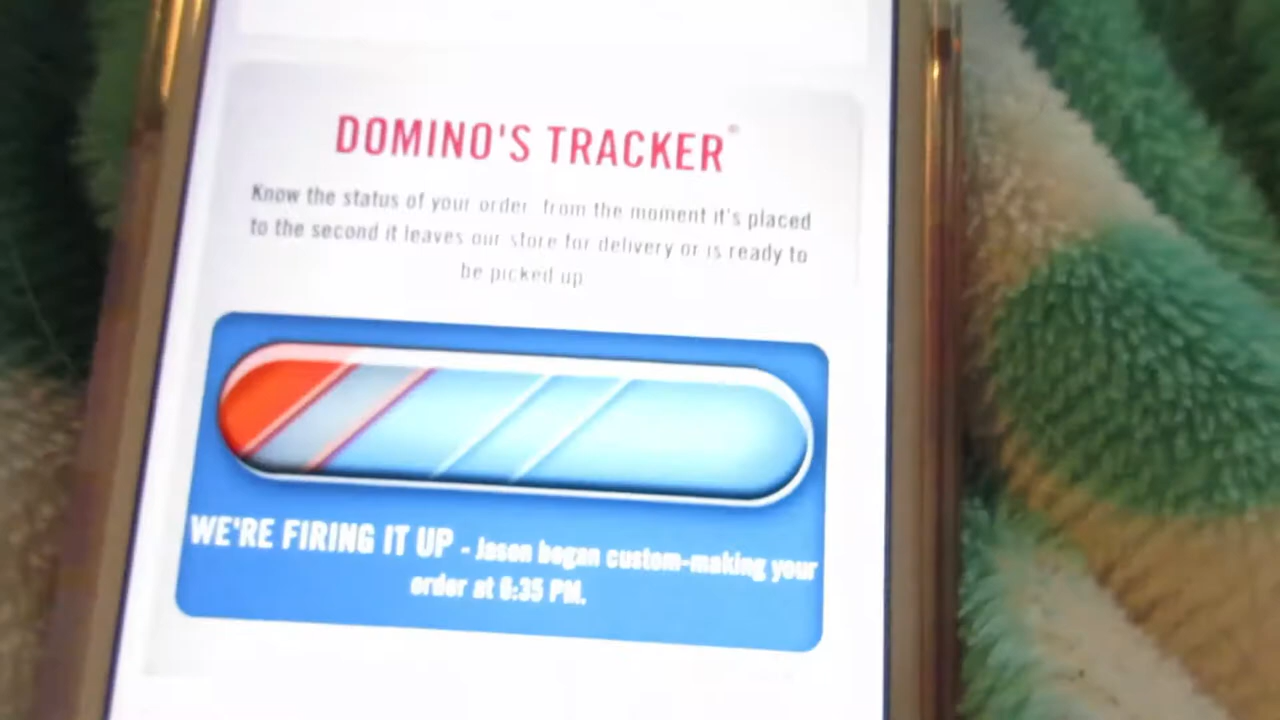 DOMINO'S TRACKER®
Know the status of your order from the moment it's placed
to the second it leaves our store for delivery or is ready to
be picked up
WE'RE FIRING IT UP - Jason began custom-making your
order at 6:35 PM.